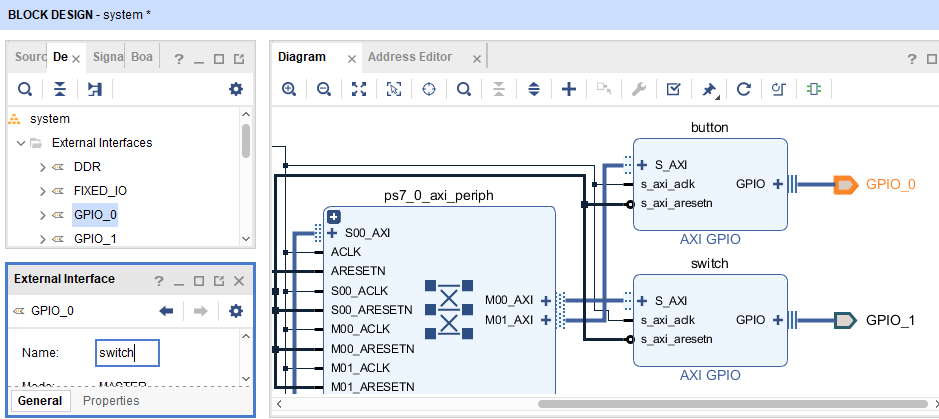 BLOCK DESIGN - system *
Sourc De Signa Boa
system
External Interfaces
DDR
FIXED_IO
GPIO_0
GPIO_1
External Interface
GPIO_0
Name: switch
Mode: MASTER
General Properties
Diagram Address Editor
button
S_AXI
s_axi_aclk
s_axi_aresetn
GPIO
GPIO_0
AXI GPIO
ps7_0_axi_periph
S00_AXI
ACLK
ARESETN
S00_ACLK
S00_ARESETN
M00_ACLK
M00_ARESETN
M01_ACLK
M01_ARESETN
M00_AXI
M01_AXI
switch
S_AXI
s_axi_aclk
s_axi_aresetn
GPIO
GPIO_1
AXI GPIO